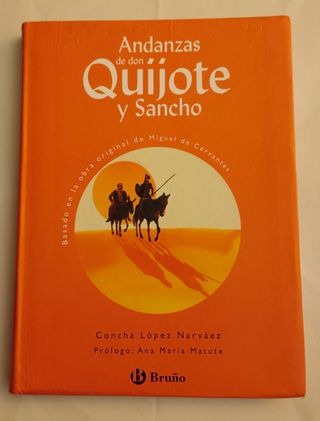 Andanzas
de don
Quijote
y Sancho
Basado en la obra original de Miguel de Cervantes
Concha López Narváez
Prólogo: Ana María Matute
B Bruño